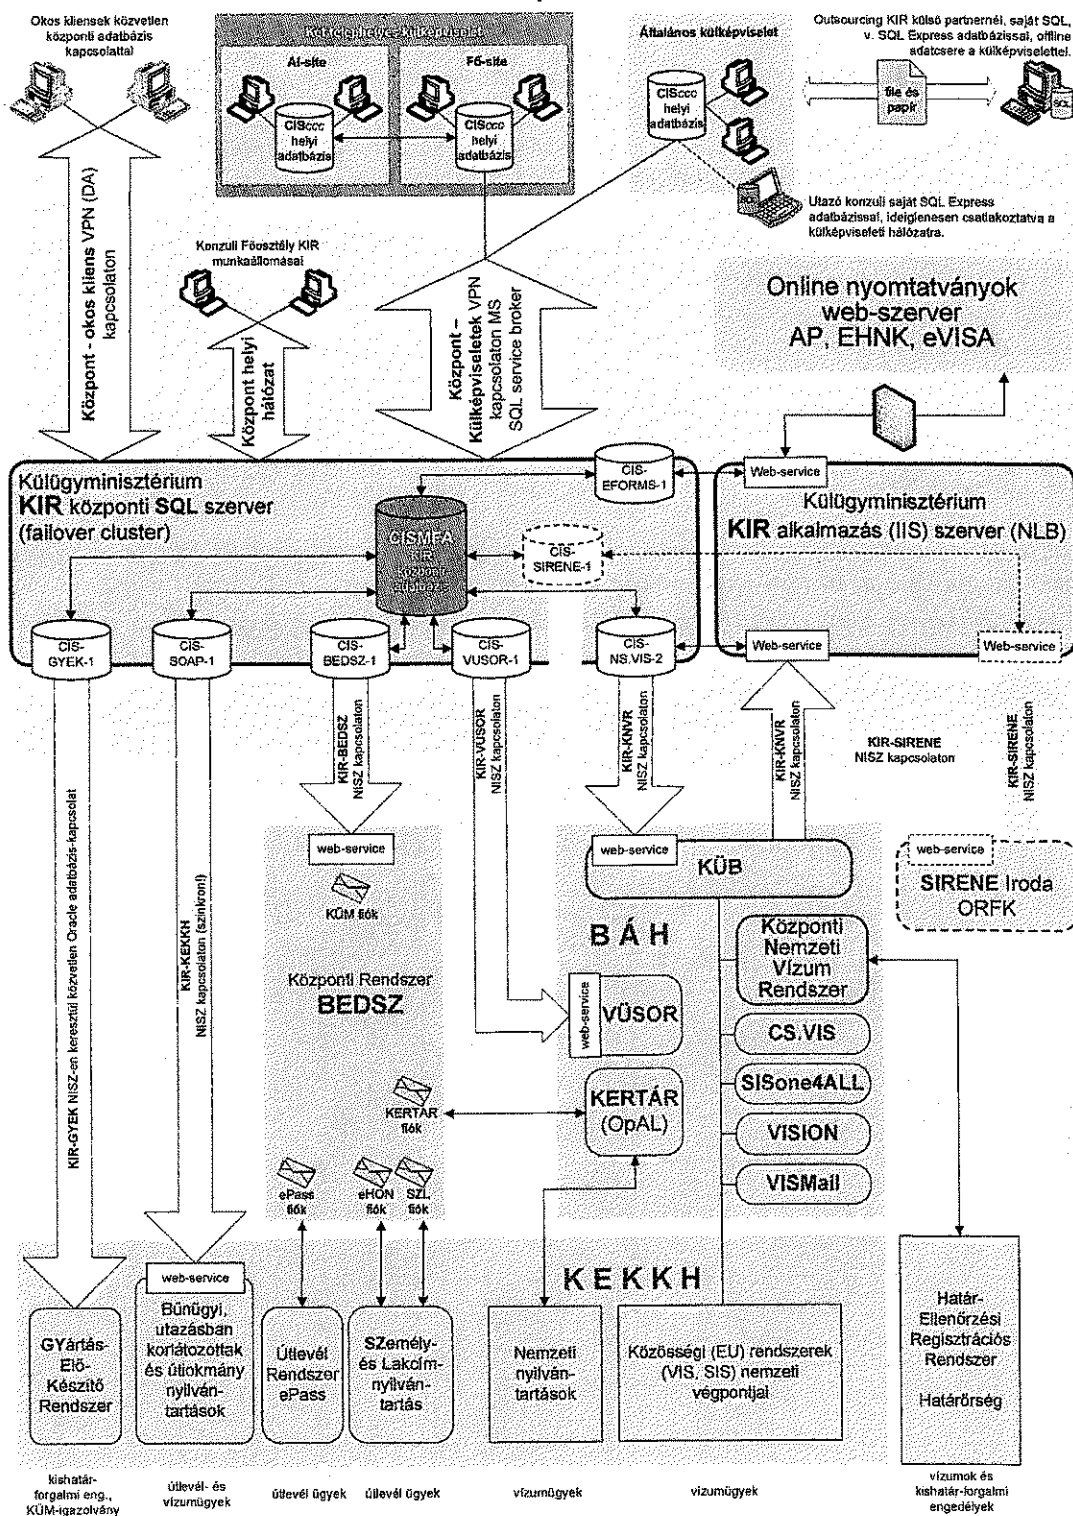 Okos kliensek közvetlen
központi adatbázis
kapcsolattal
Két telephelyes külképviselet
Al-site
Fő-site
CISccc
helyi
adatbázis
CISccc
helyi
adatbázis
Általános külképviselet
CISccc
helyi
adatbázis
Outsourcing KIR külső partnernél, saját SQL,
v. SQL Express adatbázissal, offline
adatcsere a külképviselettel.
file és
papír
SQL
Utazó konzuli saját SQL Express
adatbázissal, ideiglenesen csatlakoztatva a
külképviseleti hálózatra.
Konzuli Főosztály KIR
munkaállomásai
Központ - okos kliens VPN (DA)
kapcsolaton
Központ helyi
hálózat
Központ –
Külképviseletek VPN
kapcsolaton MS
SQL service broker
Online nyomtatványok
web-szerver
AP, EHNK, eVISA
Külügyminisztérium
KIR központi SQL szerver
(failover cluster)
CISMFA
KIR
központi
adatbázis
CIS-
EFORMS-1
CIS-
SIRENE-1
Web-service
Külügyminisztérium
KIR alkalmazás (IIS) szerver (NLB)
CIS-
GYEK-1
CIS-
SOAP-1
CIS-
BEDSZ-1
CIS-
VUSOR-1
CIS-
NS.VIS-2
Web-service
Web-service
KIR-GYEK NISZ-en keresztül közvetlen Oracle adatbázis-kapcsolat
KIR-KEKKH
NISZ kapcsolaton (szinkron!)
KIR-BEDSZ
NISZ kapcsolaton
KIR-VUSOR
NISZ kapcsolaton
KIR-KNVR
NISZ kapcsolaton
KIR-KNVR
NISZ kapcsolaton
KIR-SIRENE
NISZ kapcsolaton
KIR-SIRENE
NISZ kapcsolaton
web-service
KÜM fiók
Központi Rendszer
BEDSZ
KERTÁR
fiók
ePass
fiók
eHON
fiók
SZL
fiók
web-service
KÜB
BÁH
web-service
VÜSOR
KERTÁR
(OpAL)
Központi
Nemzeti
Vízum
Rendszer
CS.VIS
SISone4ALL
VISION
VISMail
web-service
SIRENE Iroda
ORFK
KEKKH
GYártás-
Elő-
Készítő
Rendszer
web-service
Bűnügyi,
utazásban
korlátozottak
és útiokmány
nyilván-
tartások
Útlevél
Rendszer
ePass
SZemély-
és Lakcím-
nyilván-
tartás
Nemzeti
nyilván-
tartások
Közösségi (EU) rendszerek
(VIS, SIS) nemzeti
végpontjai
Határ-
Ellenőrzési
Regisztrációs
Rendszer
Határőrség
kishatár-
forgalmi eng.,
KÜM-igazolvány
útlevél- és
vízumügyek
útlevél ügyek
útlevél ügyek
vízumügyek
vízumügyek
vízumok és
kishatár-forgalmi
engedélyek